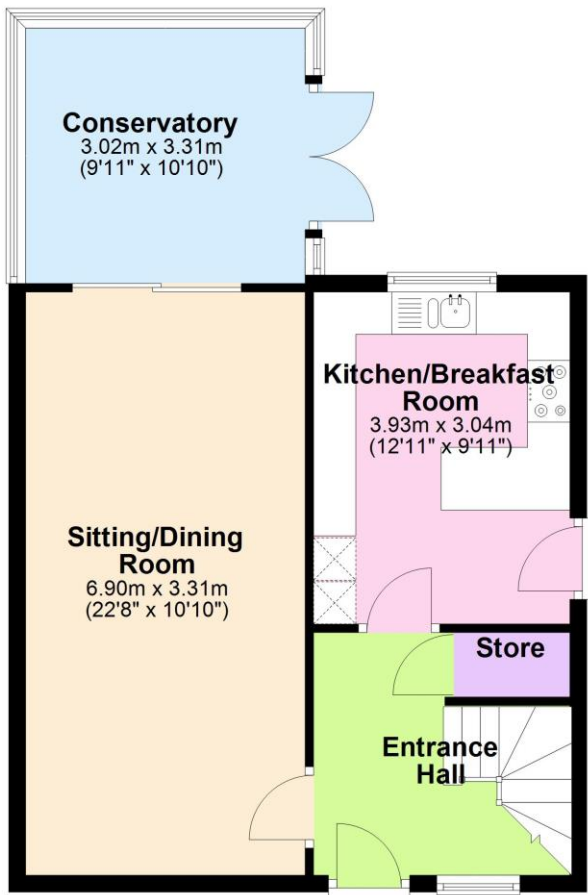 Conservatory
3.02m x 3.31m
(9'11" x 10'10")
Kitchen/Breakfast
Room
3.93m x 3.04m
(12'11" x 9'11")
Sitting/Dining
Room
6.90m x 3.31m
(22'8" x 10'10")
Store
Entrance
Hall